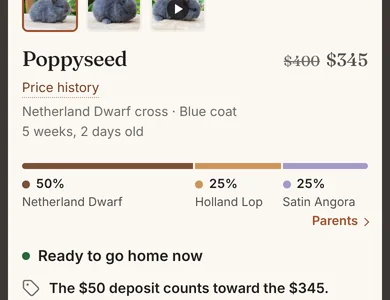 Poppyseed $400 $345
Price history
Netherland Dwarf cross · Blue coat
5 weeks, 2 days old
50% 25% 25%
Netherland Dwarf Holland Lop Satin Angora
Parents >
Ready to go home now
The $50 deposit counts toward the $345.